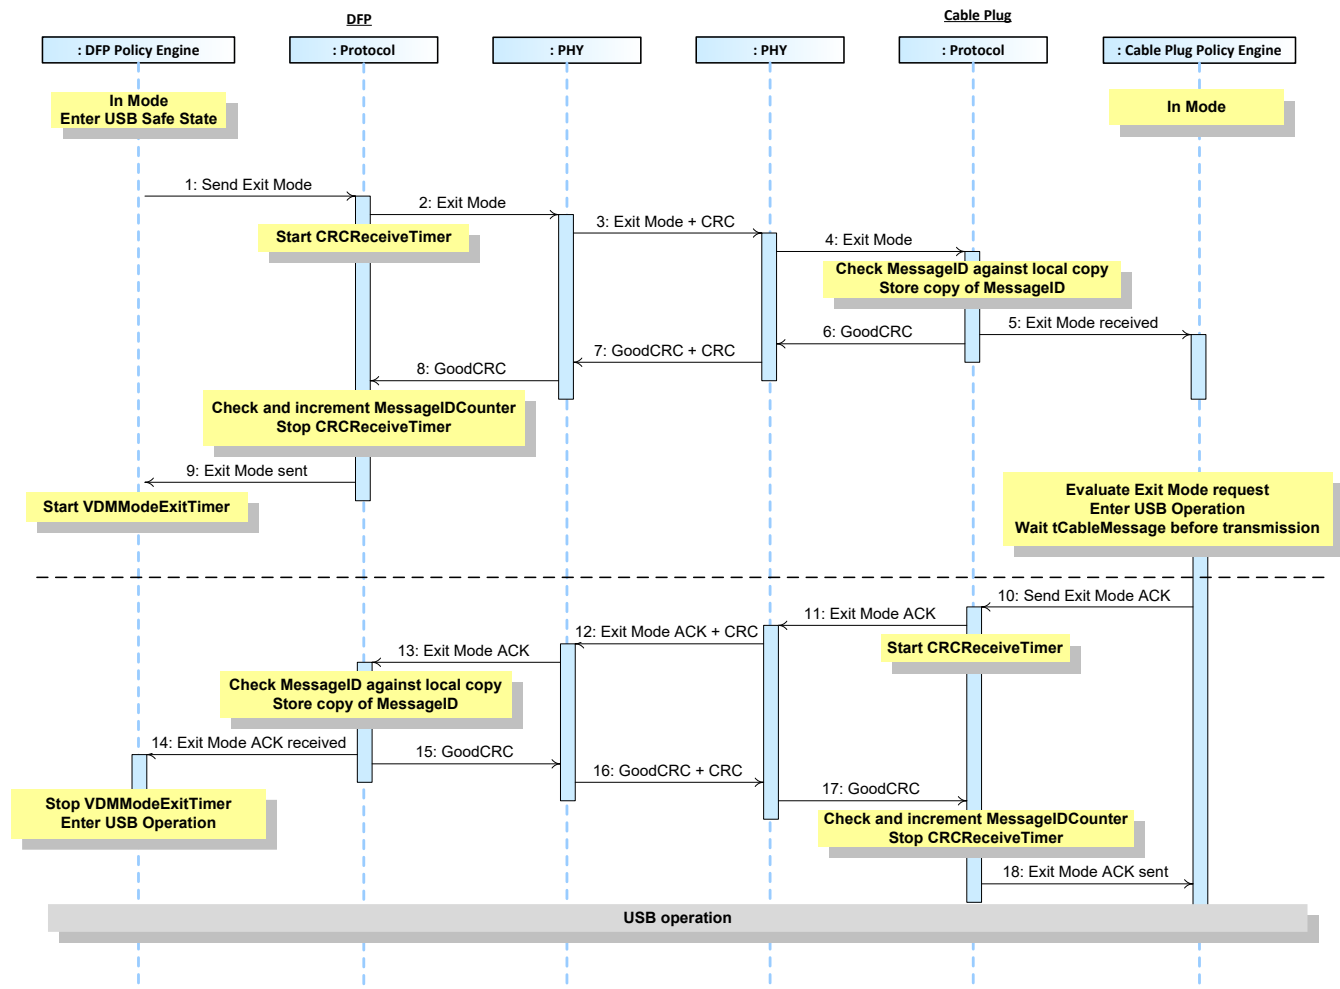 DFP
Cable Plug
: DFP Policy Engine
: Protocol
: PHY
: PHY
: Protocol
: Cable Plug Policy Engine
In Mode
Enter USB Safe State
In Mode
1: Send Exit Mode
2: Exit Mode
3: Exit Mode + CRC
4: Exit Mode
Start CRCReceiveTimer
Check MessageID against local copy
Store copy of MessageID
5: Exit Mode received
6: GoodCRC
7: GoodCRC + CRC
8: GoodCRC
Check and increment MessageIDCounter
Stop CRCReceiveTimer
9: Exit Mode sent
Start VDMModeExitTimer
Evaluate Exit Mode request
Enter USB Operation
Wait tCableMessage before transmission
10: Send Exit Mode ACK
11: Exit Mode ACK
12: Exit Mode ACK + CRC
13: Exit Mode ACK
Start CRCReceiveTimer
Check MessageID against local copy
Store copy of MessageID
14: Exit Mode ACK received
15: GoodCRC
16: GoodCRC + CRC
17: GoodCRC
Stop VDMModeExitTimer
Enter USB Operation
Check and increment MessageIDCounter
Stop CRCReceiveTimer
18: Exit Mode ACK sent
USB operation